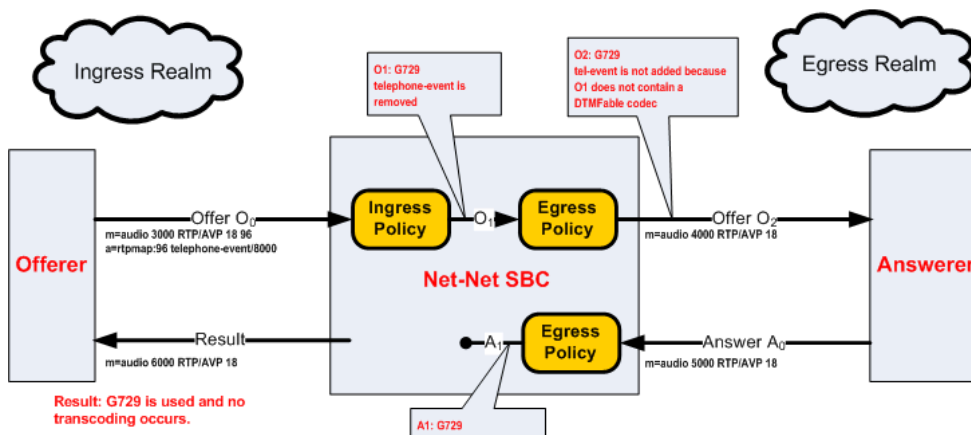 Ingress Realm
Egress Realm
O1: G729
telephone-event is
removed
O2: G729
tel-event is not added because
O1 does not contain a
DTMFable codec
Offerer
Offer O₀
m=audio 3000 RTP/AVP 18 96
a=rtpmap:96 telephone-event/8000
Ingress
Policy
O₁
Egress
Policy
Offer O₂
m=audio 4000 RTP/AVP 18
Answerer
Net-Net SBC
Result
m=audio 6000 RTP/AVP 18
A₁
Egress
Policy
Answer A₀
m=audio 5000 RTP/AVP 18
Result: G729 is used and no
transcoding occurs.
A1: G729